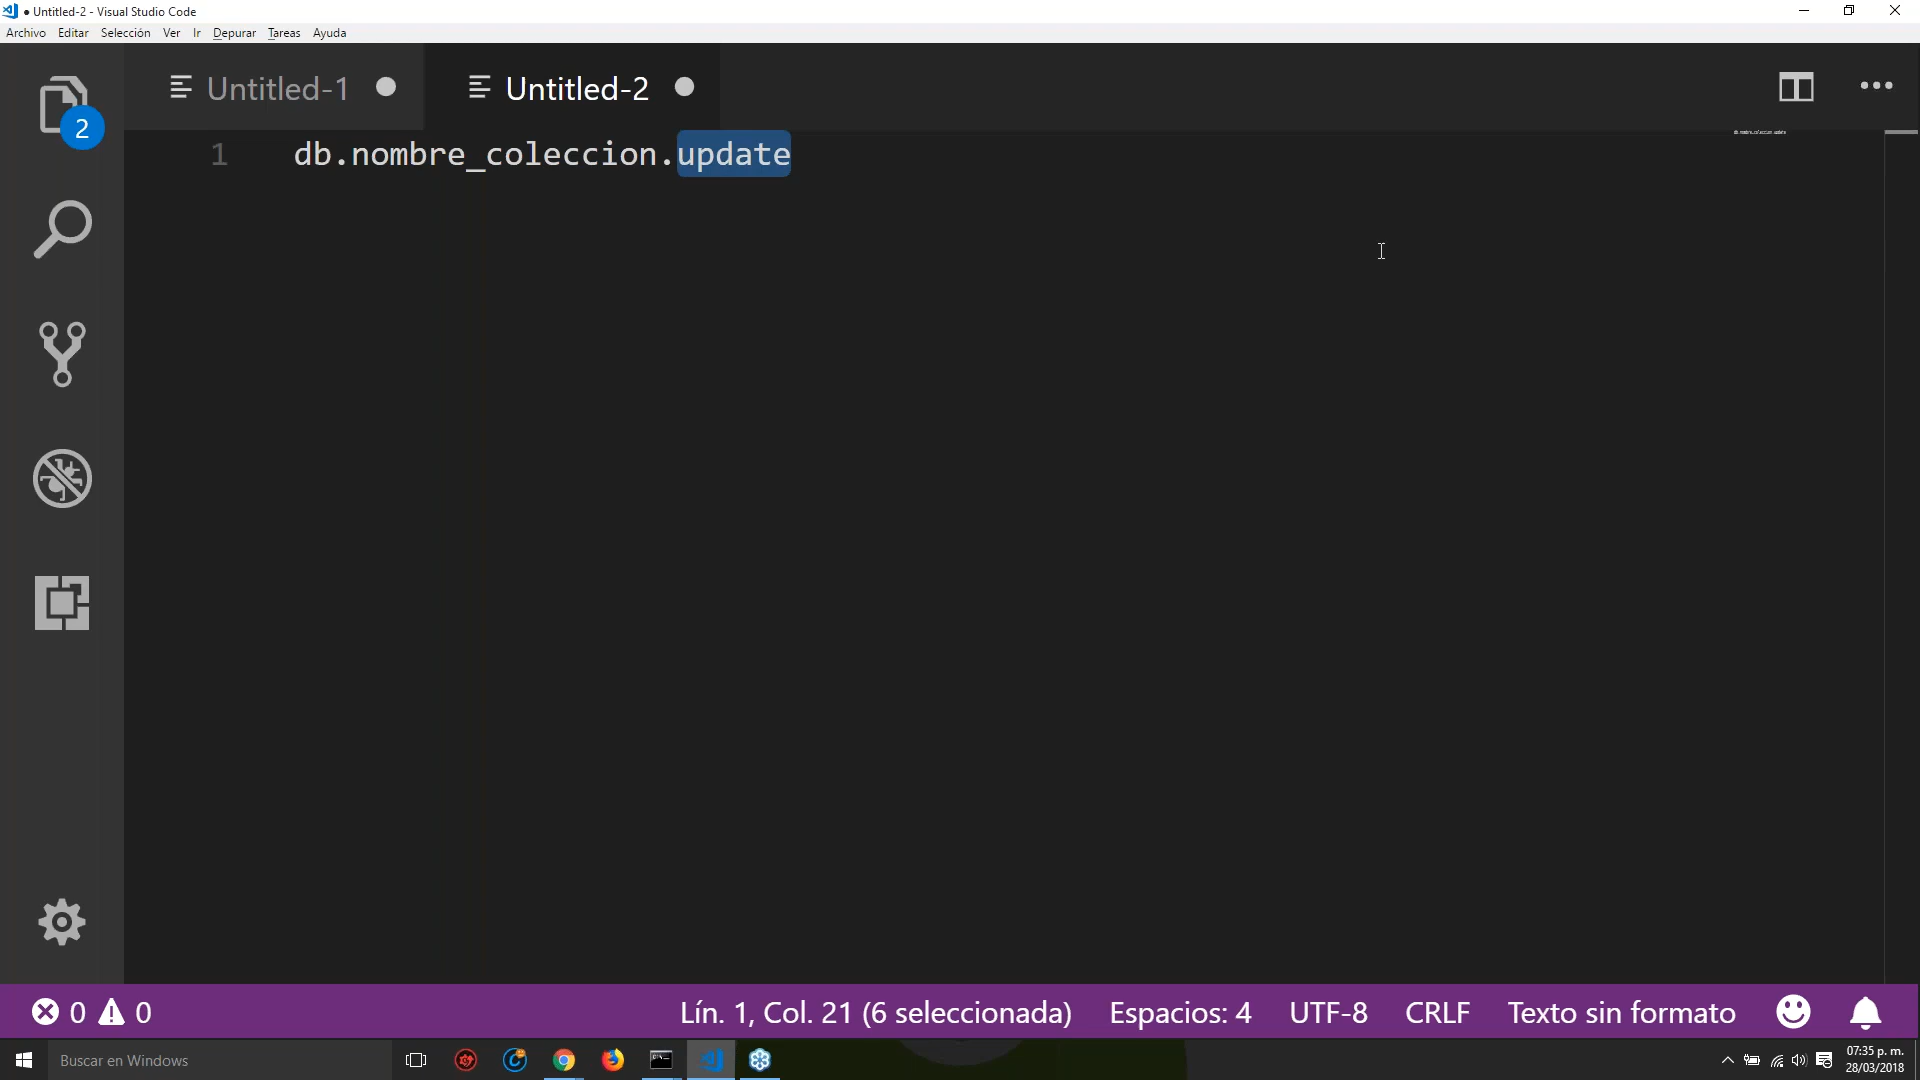 ● Untitled-2 - Visual Studio Code
Archivo Editar Selección Ver Ir Depurar Tareas Ayuda
Untitled-1 Untitled-2
2
1 db.nombre_coleccion.update
0 0 Lín. 1, Col. 21 (6 seleccionada) Espacios: 4 UTF-8 CRLF Texto sin formato
Buscar en Windows
07:35 p. m.
28/03/2018